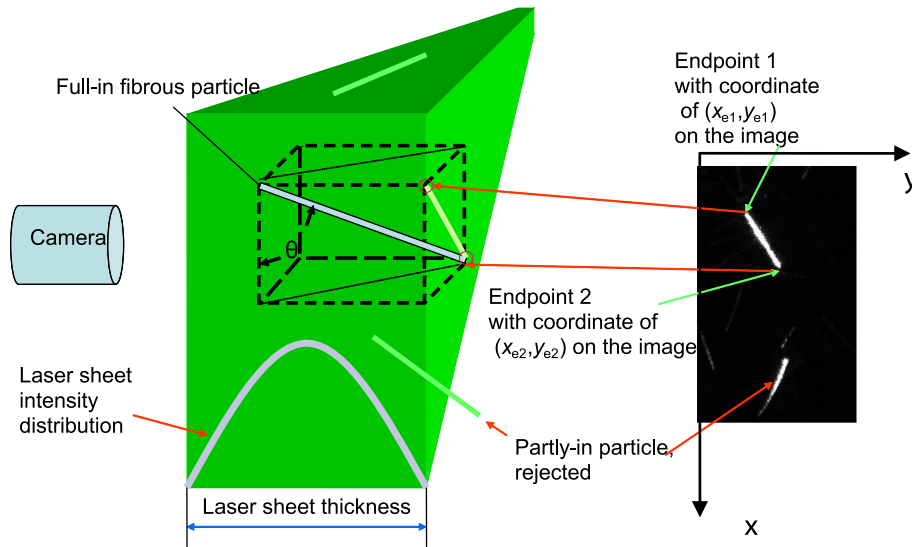 Full-in fibrous particle
Camera
θ
Laser sheet
intensity
distribution
Laser sheet thickness
Endpoint 1
with coordinate
of (xe1,ye1)
on the image
y
Endpoint 2
with coordinate of
(xe2,ye2) on the image
Partly-in particle,
rejected
x